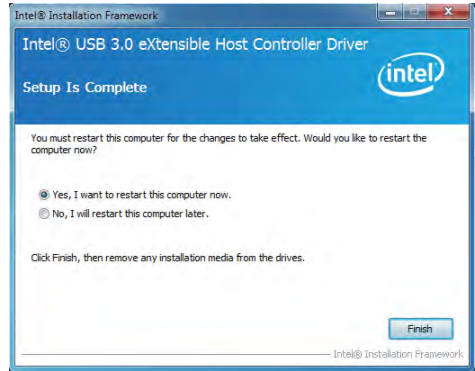 Intel® Installation Framework
Intel® USB 3.0 eXtensible Host Controller Driver
intel
Setup Is Complete
You must restart this computer for the changes to take effect. Would you like to restart the
computer now?
Yes, I want to restart this computer now.
No, I will restart this computer later.
Click Finish, then remove any installation media from the drives.
Finish
Intel® Installation Framework